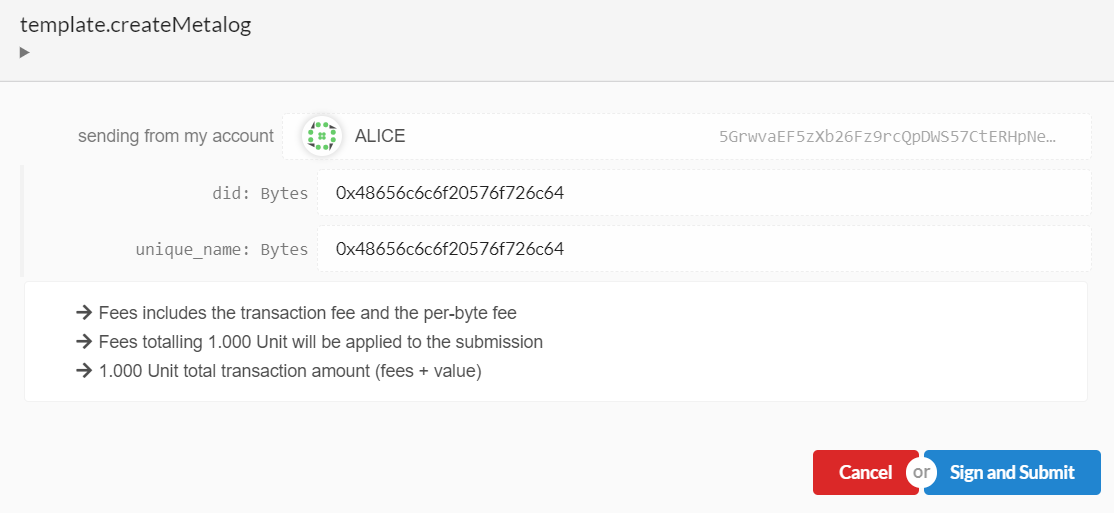 template.createMetalog
sending from my account ALICE 5GrwvaEF5zXb26Fz9rcQpDWS57CtERHpNe…
did: Bytes 0x48656c6c6f20576f726c64
unique_name: Bytes 0x48656c6c6f20576f726c64
Fees includes the transaction fee and the per-byte fee
Fees totalling 1.000 Unit will be applied to the submission
1.000 Unit total transaction amount (fees + value)
Cancel or Sign and Submit